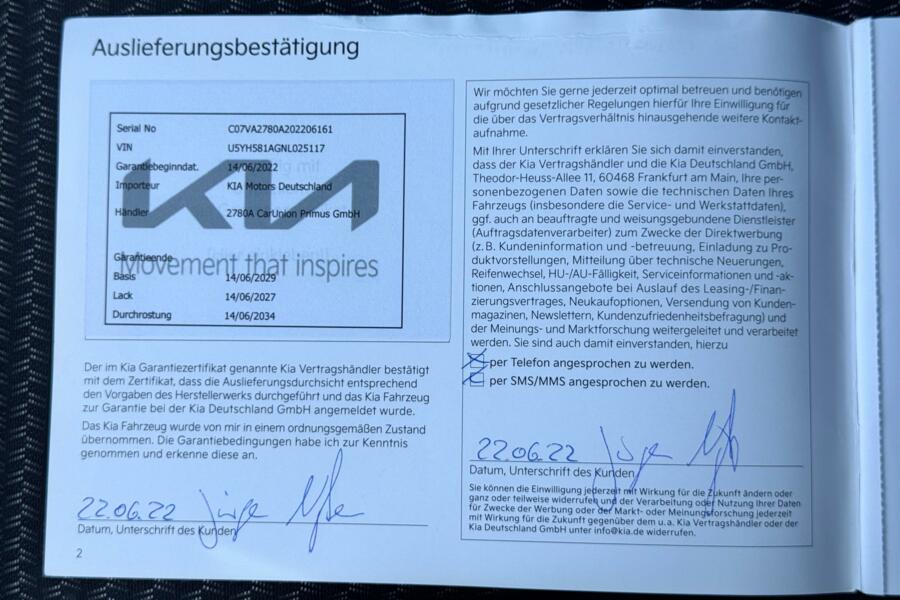 Auslieferungsbestätigung
Serial No C07VA2780A202206161
VIN U5YH581AGNL025117
Garantiebeginndat. 14/06/2022
Importeur KIA Motors Deutschland
Händler 2780A CarUnion Primus GmbH
KIA
Garantieende
Movement that inspires
Basis 14/06/2029
Lack 14/06/2027
Durchrostung 14/06/2034
Der im Kia Garantiezertifikat genannte Kia Vertragshändler bestätigt
mit dem Zertifikat, dass die Auslieferungsdurchsicht entsprechend
den Vorgaben des Herstellerwerks durchgeführt und das Kia Fahrzeug
zur Garantie bei der Kia Deutschland GmbH angemeldet wurde.
Das Kia Fahrzeug wurde von mir in einem ordnungsgemäßen Zustand
übernommen. Die Garantiebedingungen habe ich zur Kenntnis
genommen und erkenne diese an.
22.06.22
Datum, Unterschrift des Kunden
2
Wir möchten Sie gerne jederzeit optimal betreuen und benötigen
aufgrund gesetzlicher Regelungen hierfür Ihre Einwilligung für
die über das Vertragsverhältnis hinausgehende weitere Kontakt-
aufnahme.
Mit Ihrer Unterschrift erklären Sie sich damit einverstanden,
dass der Kia Vertragshändler und die Kia Deutschland GmbH,
Theodor-Heuss-Allee 11, 60468 Frankfurt am Main, Ihre per-
sonenbezogenen Daten sowie die technischen Daten Ihres
Fahrzeugs (insbesondere die Service- und Werkstattdaten),
ggf. auch an beauftragte und weisungsgebundene Dienstleister
(Auftragsdatenverarbeiter) zum Zwecke der Direktwerbung
(z.B. Kundeninformation und -betreuung, Einladung zu Pro-
duktvorstellungen, Mitteilung über technische Neuerungen,
Reifenwechsel, HU-/AU-Fälligkeit, Serviceinformationen und -ak-
tionen, Anschlussangebote bei Auslauf des Leasing-/Finan-
zierungsvertrages, Neukaufoptionen, Versendung von Kunden-
magazinen, Newslettern, Kundenzufriedenheitsbefragung) und
der Meinungs- und Marktforschung weitergeleitet und verarbeitet
werden. Sie sind auch damit einverstanden, hierzu
per Telefon angesprochen zu werden.
per SMS/MMS angesprochen zu werden.
22.06.22
Datum, Unterschrift des Kunden
Sie können die Einwilligung jederzeit mit Wirkung für die Zukunft ändern oder
ganz oder teilweise widerrufen und der Verarbeitung oder Nutzung Ihrer Daten
für Zwecke der Werbung oder der Markt- oder Meinungsforschung jederzeit
mit Wirkung für die Zukunft gegenüber dem u.a. Kia Vertragshändler oder der
Kia Deutschland GmbH unter info@kia.de widerrufen.